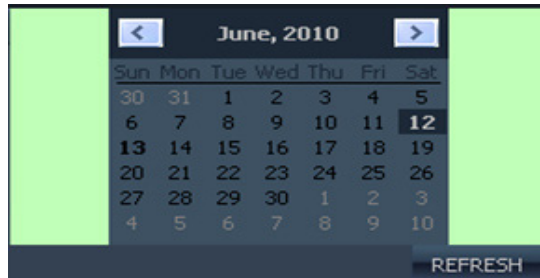 < June, 2010 >
Sun Mon Tue Wed Thu Fri Sat
30 31 1 2 3 4 5
6 7 8 9 10 11 12
13 14 15 16 17 18 19
20 21 22 23 24 25 26
27 28 29 30 1 2 3
4 5 6 7 8 9 10
REFRESH